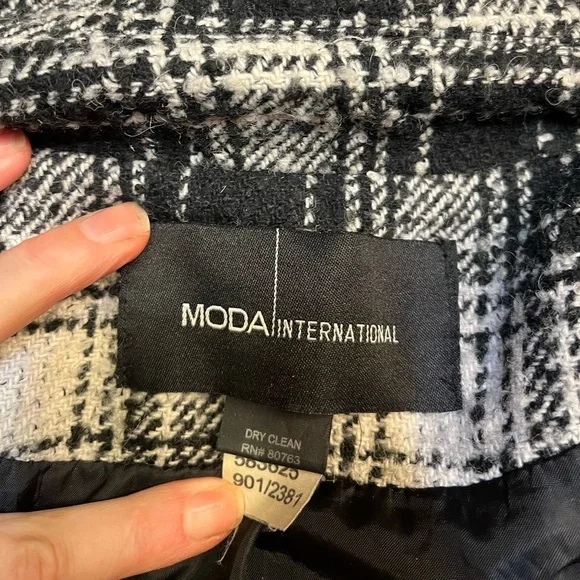 MODA INTERNATIONAL
DRY CLEAN
RN# 80763
901/2381